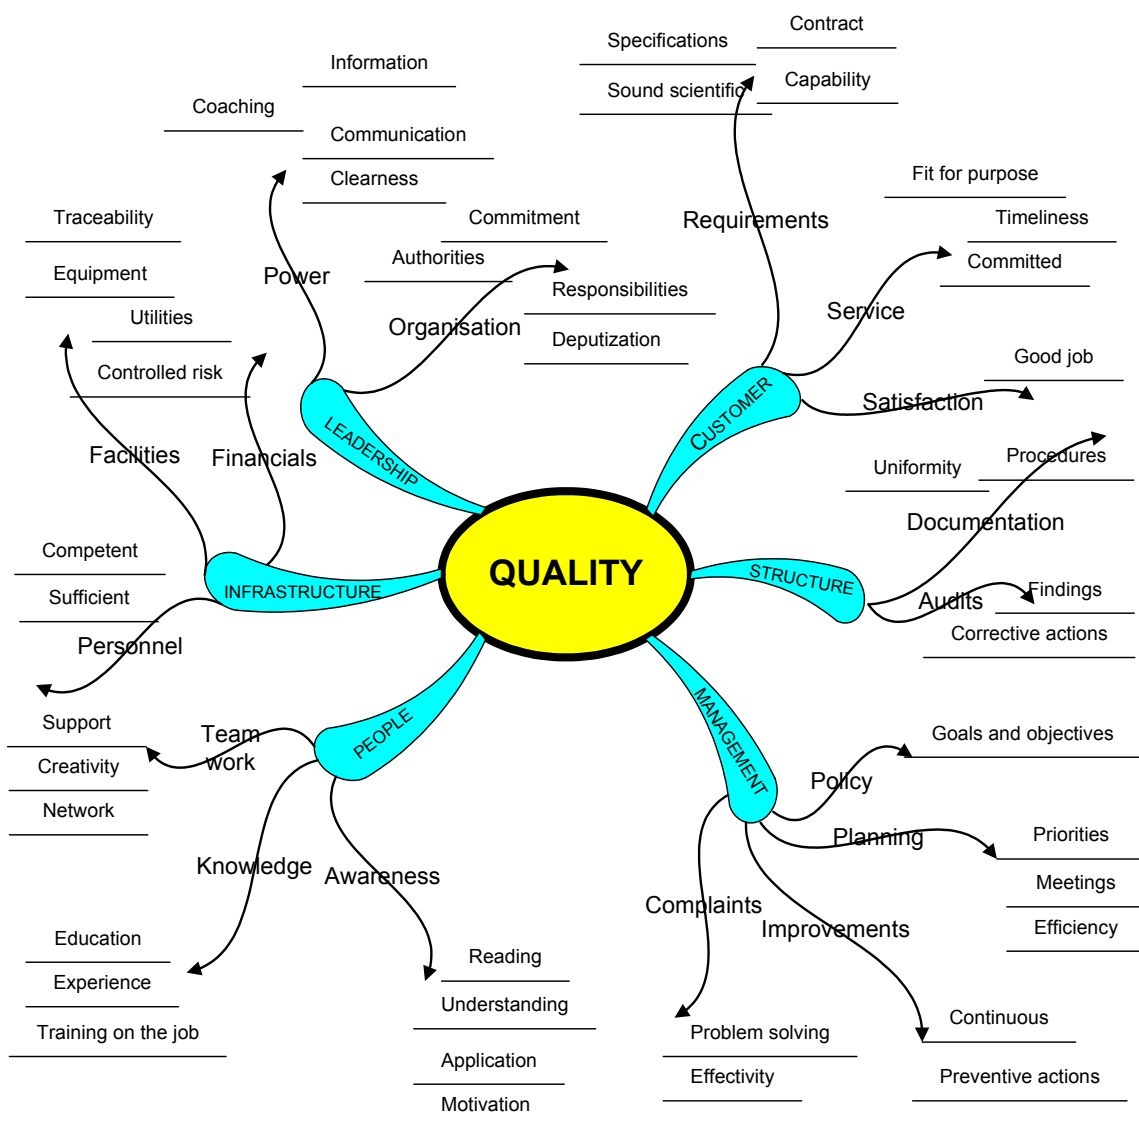 Specifications
Contract
Sound scientific
Capability
Requirements
Information
Coaching
Communication
Clearness
Power
Commitment
Authorities
Responsibilities
Deputization
Organisation
Fit for purpose
Timeliness
Committed
Service
Good job
Satisfaction
Traceability
Equipment
Facilities
Utilities
Controlled risk
Financials
LEADERSHIP
CUSTOMER
Uniformity
Procedures
Documentation
QUALITY
STRUCTURE
Audits
Findings
Corrective actions
Competent
Sufficient
Personnel
INFRASTRUCTURE
PEOPLE
MANAGEMENT
Support
Creativity
Network
Team
work
Goals and objectives
Policy
Planning
Priorities
Meetings
Efficiency
Knowledge
Awareness
Complaints
Improvements
Education
Experience
Training on the job
Reading
Understanding
Application
Motivation
Problem solving
Effectivity
Continuous
Preventive actions